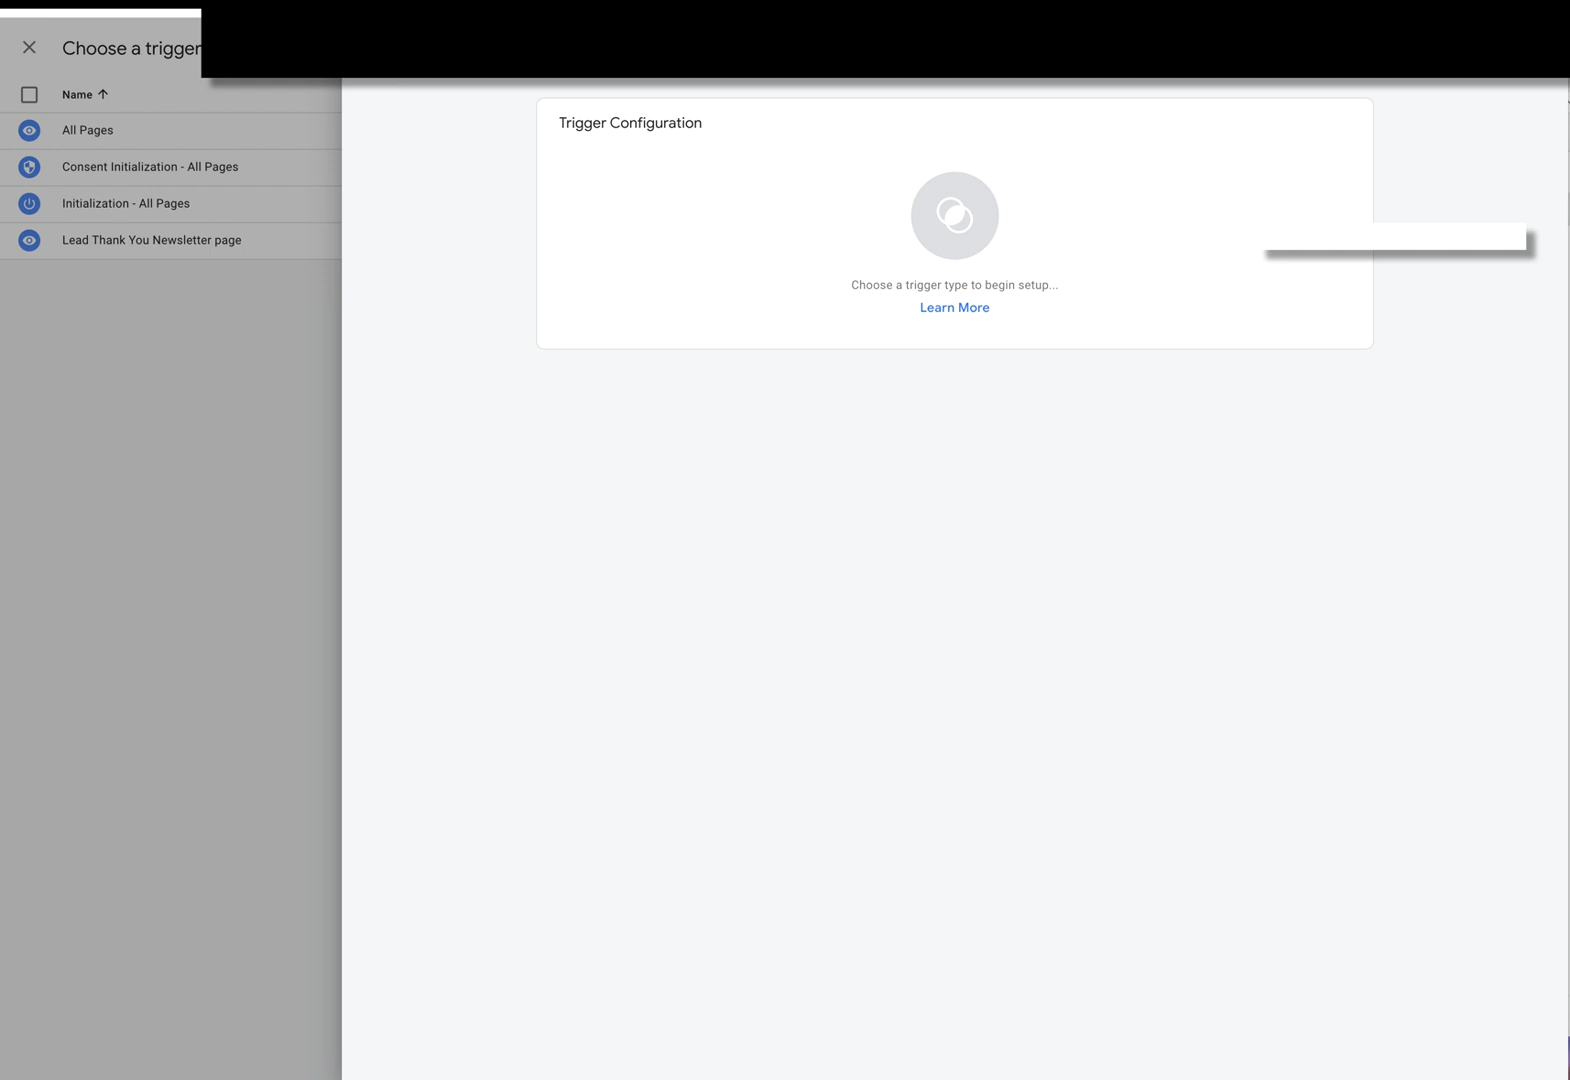 Choose a trigger
Name
All Pages
Consent Initialization - All Pages
Initialization - All Pages
Lead Thank You Newsletter page
Trigger Configuration
Choose a trigger type to begin setup...
Learn More